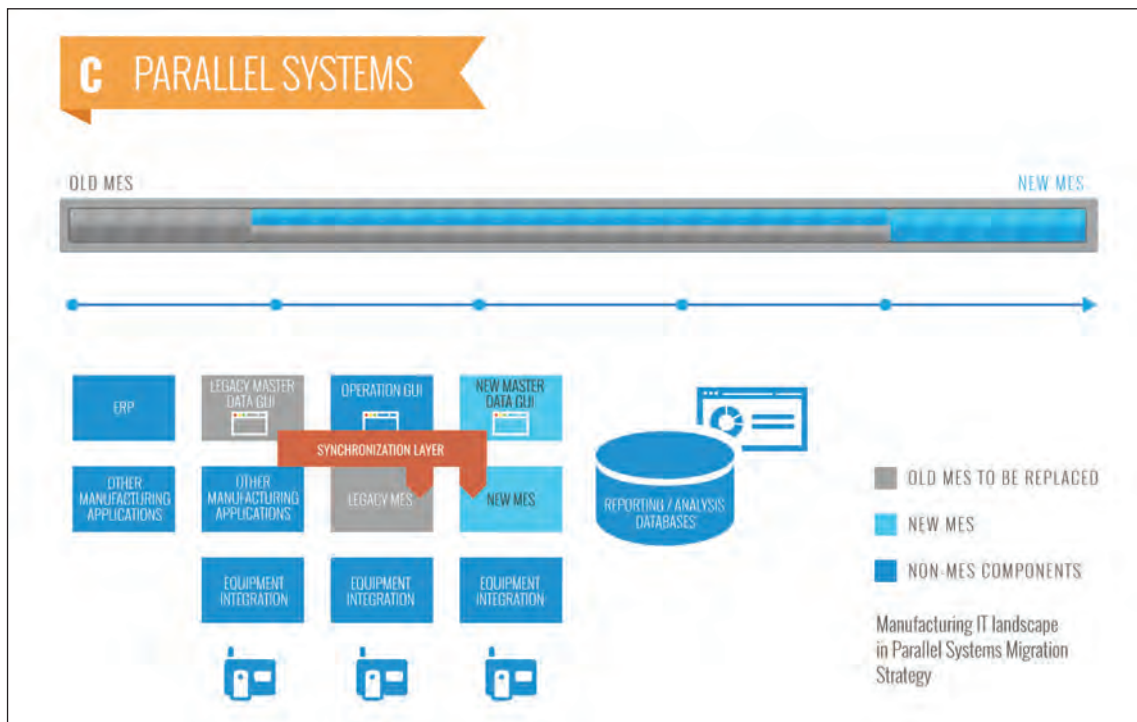 C PARALLEL SYSTEMS
OLD MES
NEW MES
ERP
LEGACY MASTER
DATA GUI
OPERATION GUI
NEW MASTER
DATA GUI
SYNCHRONIZATION LAYER
OTHER
MANUFACTURING
APPLICATIONS
OTHER
MANUFACTURING
APPLICATIONS
LEGACY MES
NEW MES
REPORTING / ANALYSIS
DATABASES
EQUIPMENT
INTEGRATION
EQUIPMENT
INTEGRATION
EQUIPMENT
INTEGRATION
OLD MES TO BE REPLACED
NEW MES
NON-MES COMPONENTS
Manufacturing IT landscape
in Parallel Systems Migration
Strategy